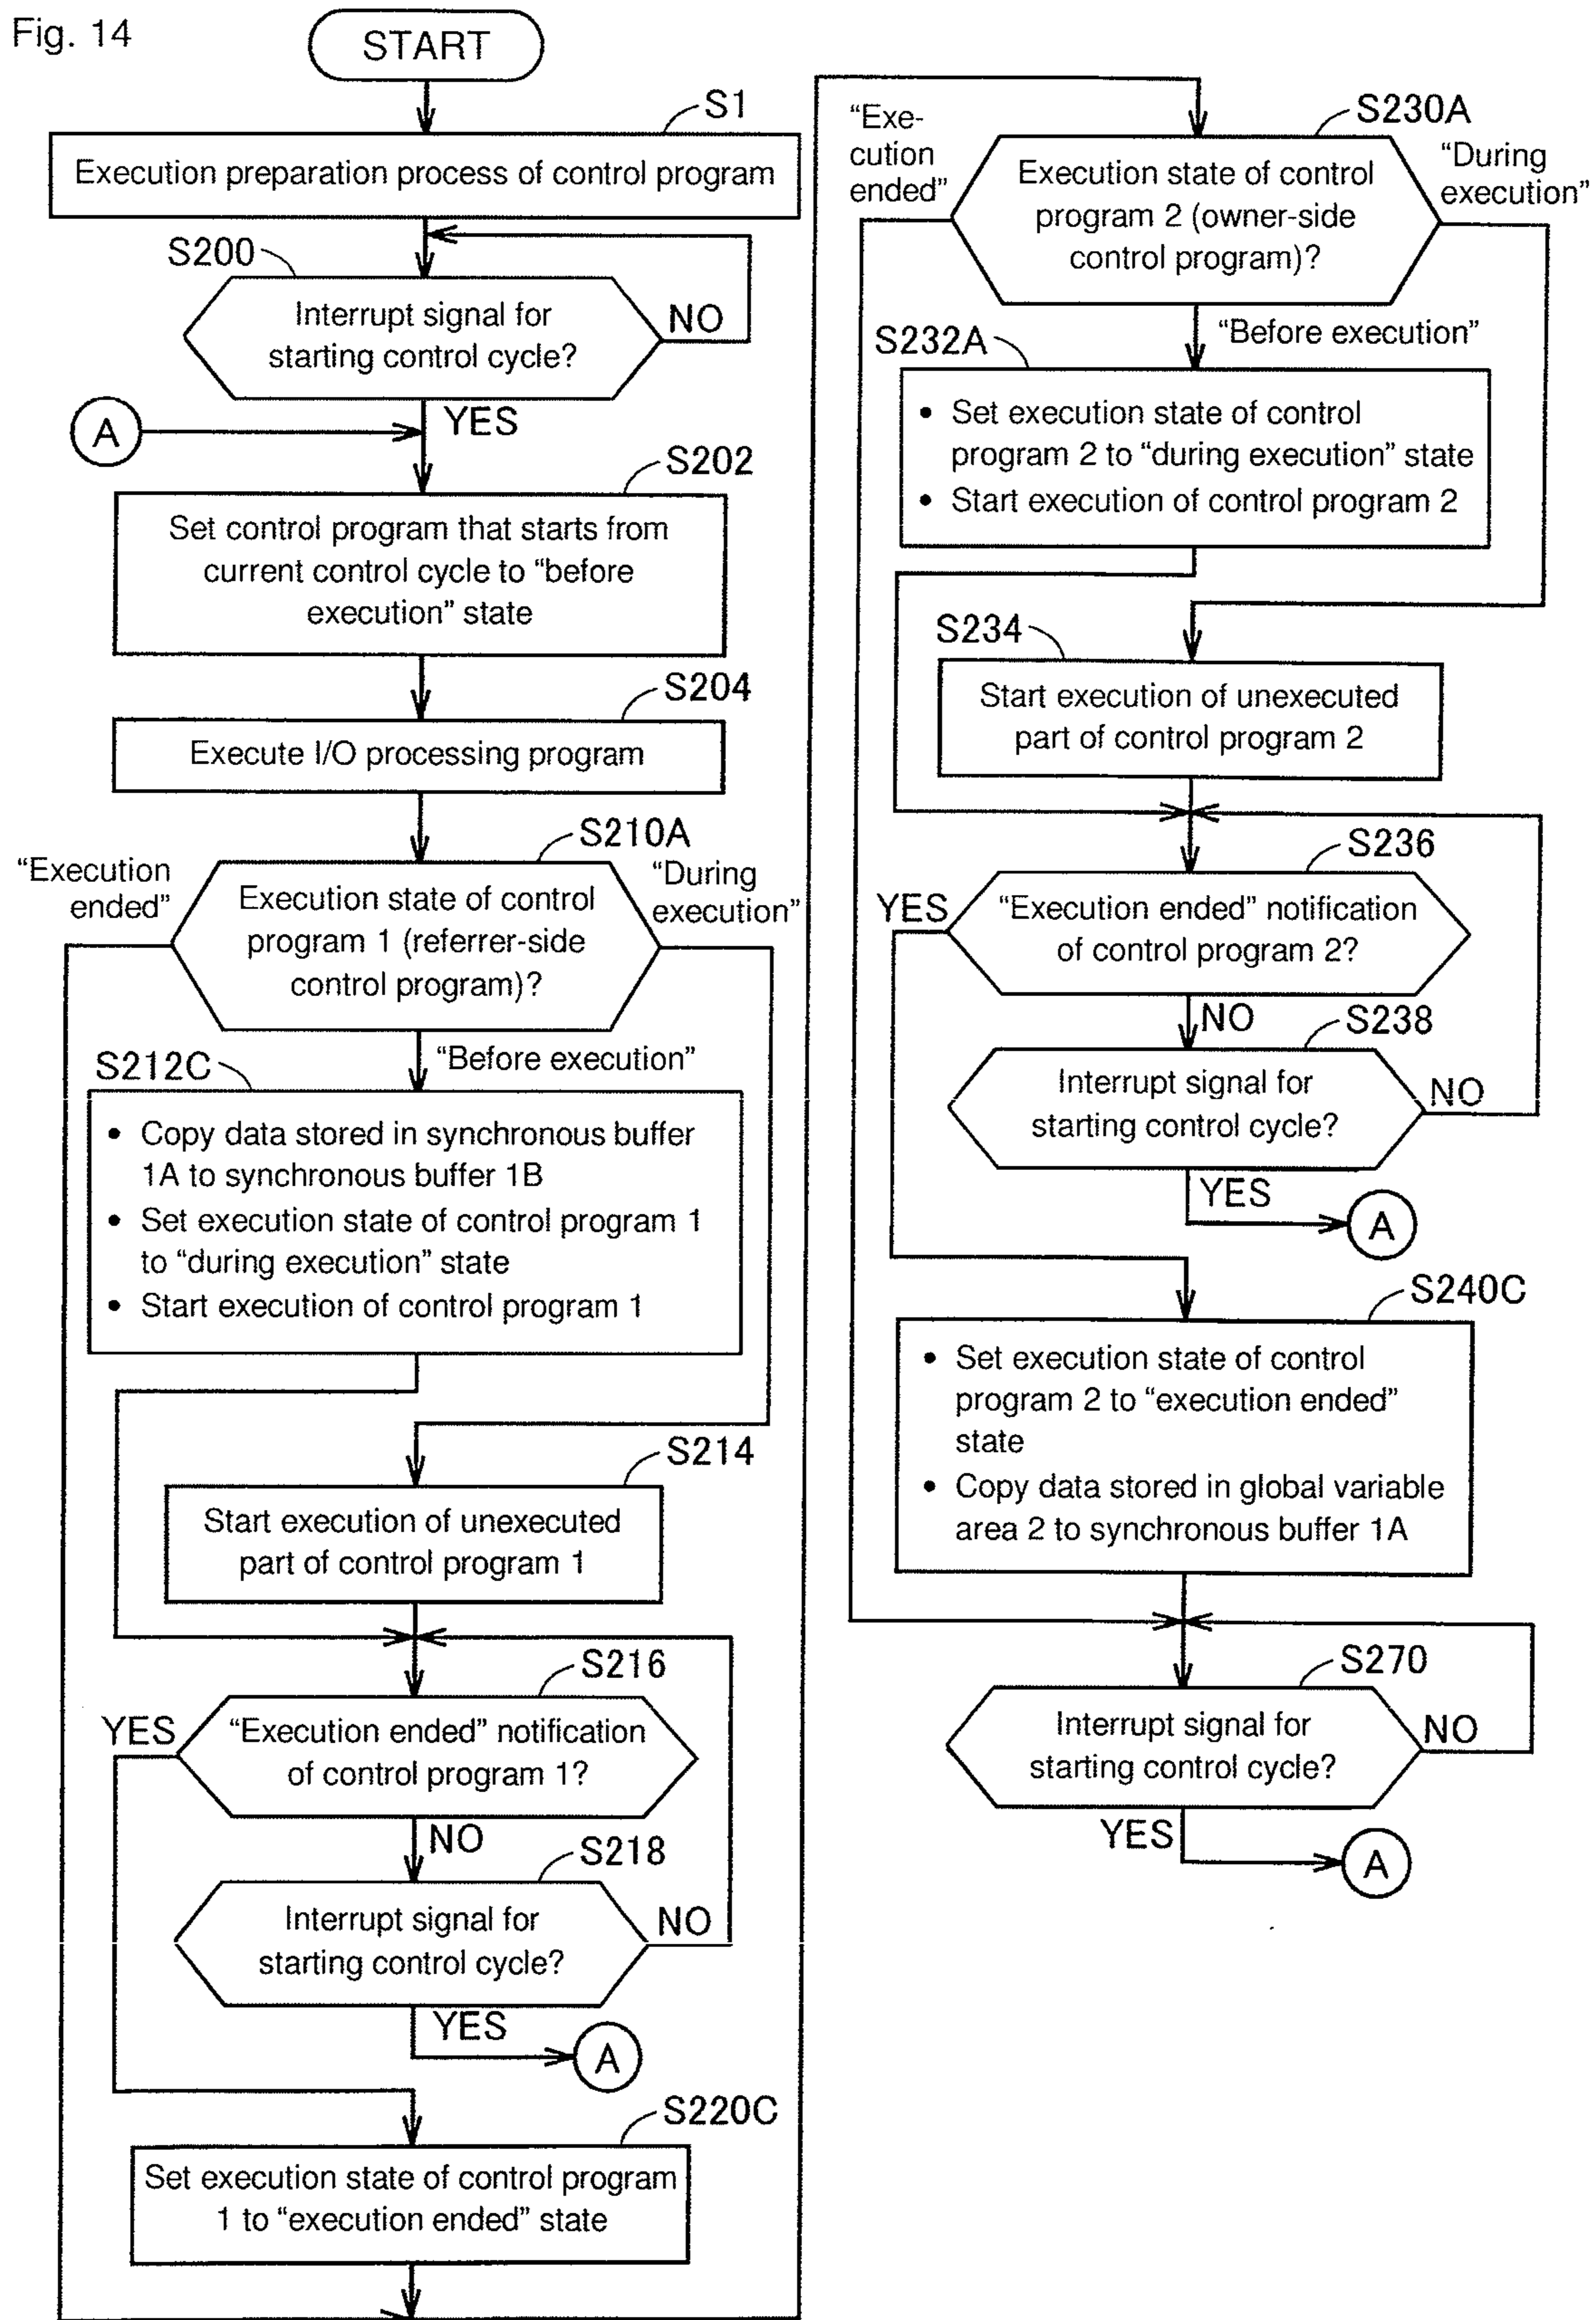 Fig. 14
START
S1
Execution preparation process of control program
S200
Interrupt signal for
starting control cycle?
NO
YES
A
S202
Set control program that starts from
current control cycle to “before
execution” state
S204
Execute I/O processing program
S210A
“Execution
ended”
Execution state of control
program 1 (referrer-side
control program)?
“During
execution”
“Before execution”
S212C
• Copy data stored in synchronous buffer
1A to synchronous buffer 1B
• Set execution state of control program 1
to “during execution” state
• Start execution of control program 1
S214
Start execution of unexecuted
part of control program 1
S216
YES
“Execution ended” notification
of control program 1?
NO
S218
Interrupt signal for
starting control cycle?
NO
YES
A
S220C
Set execution state of control program
1 to “execution ended” state
“Exe-
cution
ended”
S230A
Execution state of control
program 2 (owner-side
control program)?
“During
execution”
“Before execution”
S232A
• Set execution state of control
program 2 to “during execution” state
• Start execution of control program 2
S234
Start execution of unexecuted
part of control program 2
S236
YES
“Execution ended” notification
of control program 2?
NO
S238
Interrupt signal for
starting control cycle?
NO
YES
A
S240C
• Set execution state of control
program 2 to “execution ended”
state
• Copy data stored in global variable
area 2 to synchronous buffer 1A
S270
Interrupt signal for
starting control cycle?
NO
YES
A